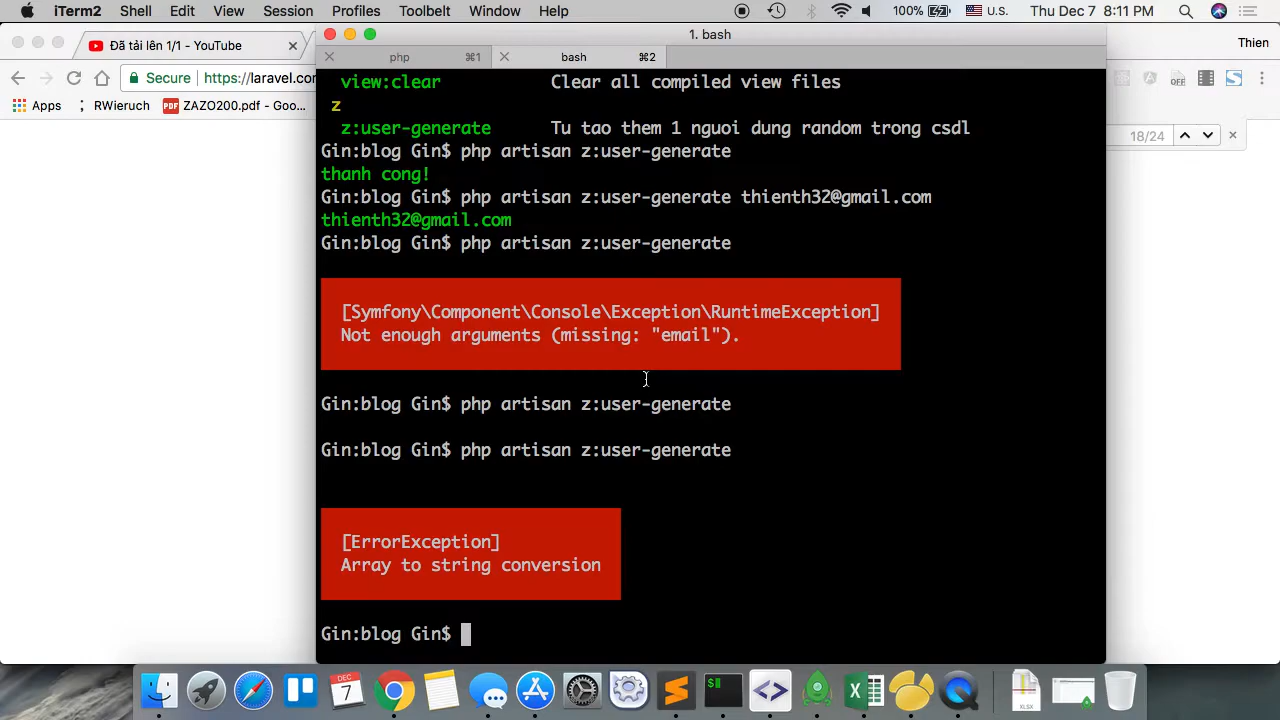 iTerm2 Shell Edit View Session Profiles Toolbelt Window Help 100% U.S. Thu Dec 7 8:11 PM
1. bash
Đã tải lên 1/1 - YouTube
Thien
php ⌘1 bash ⌘2
Secure https://laravel.co
OFF
Apps RWieruch PDF ZAZO200.pdf - Goo...
18/24
view:clear Clear all compiled view files
z
z:user-generate Tu tao them 1 nguoi dung random trong csdl
Gin:blog Gin$ php artisan z:user-generate
thanh cong!
Gin:blog Gin$ php artisan z:user-generate thienth32@gmail.com
thienth32@gmail.com
Gin:blog Gin$ php artisan z:user-generate
[Symfony\Component\Console\Exception\RuntimeException]
Not enough arguments (missing: "email").
Gin:blog Gin$ php artisan z:user-generate
Gin:blog Gin$ php artisan z:user-generate
[ErrorException]
Array to string conversion
Gin:blog Gin$
DEC
7
$
XLSX